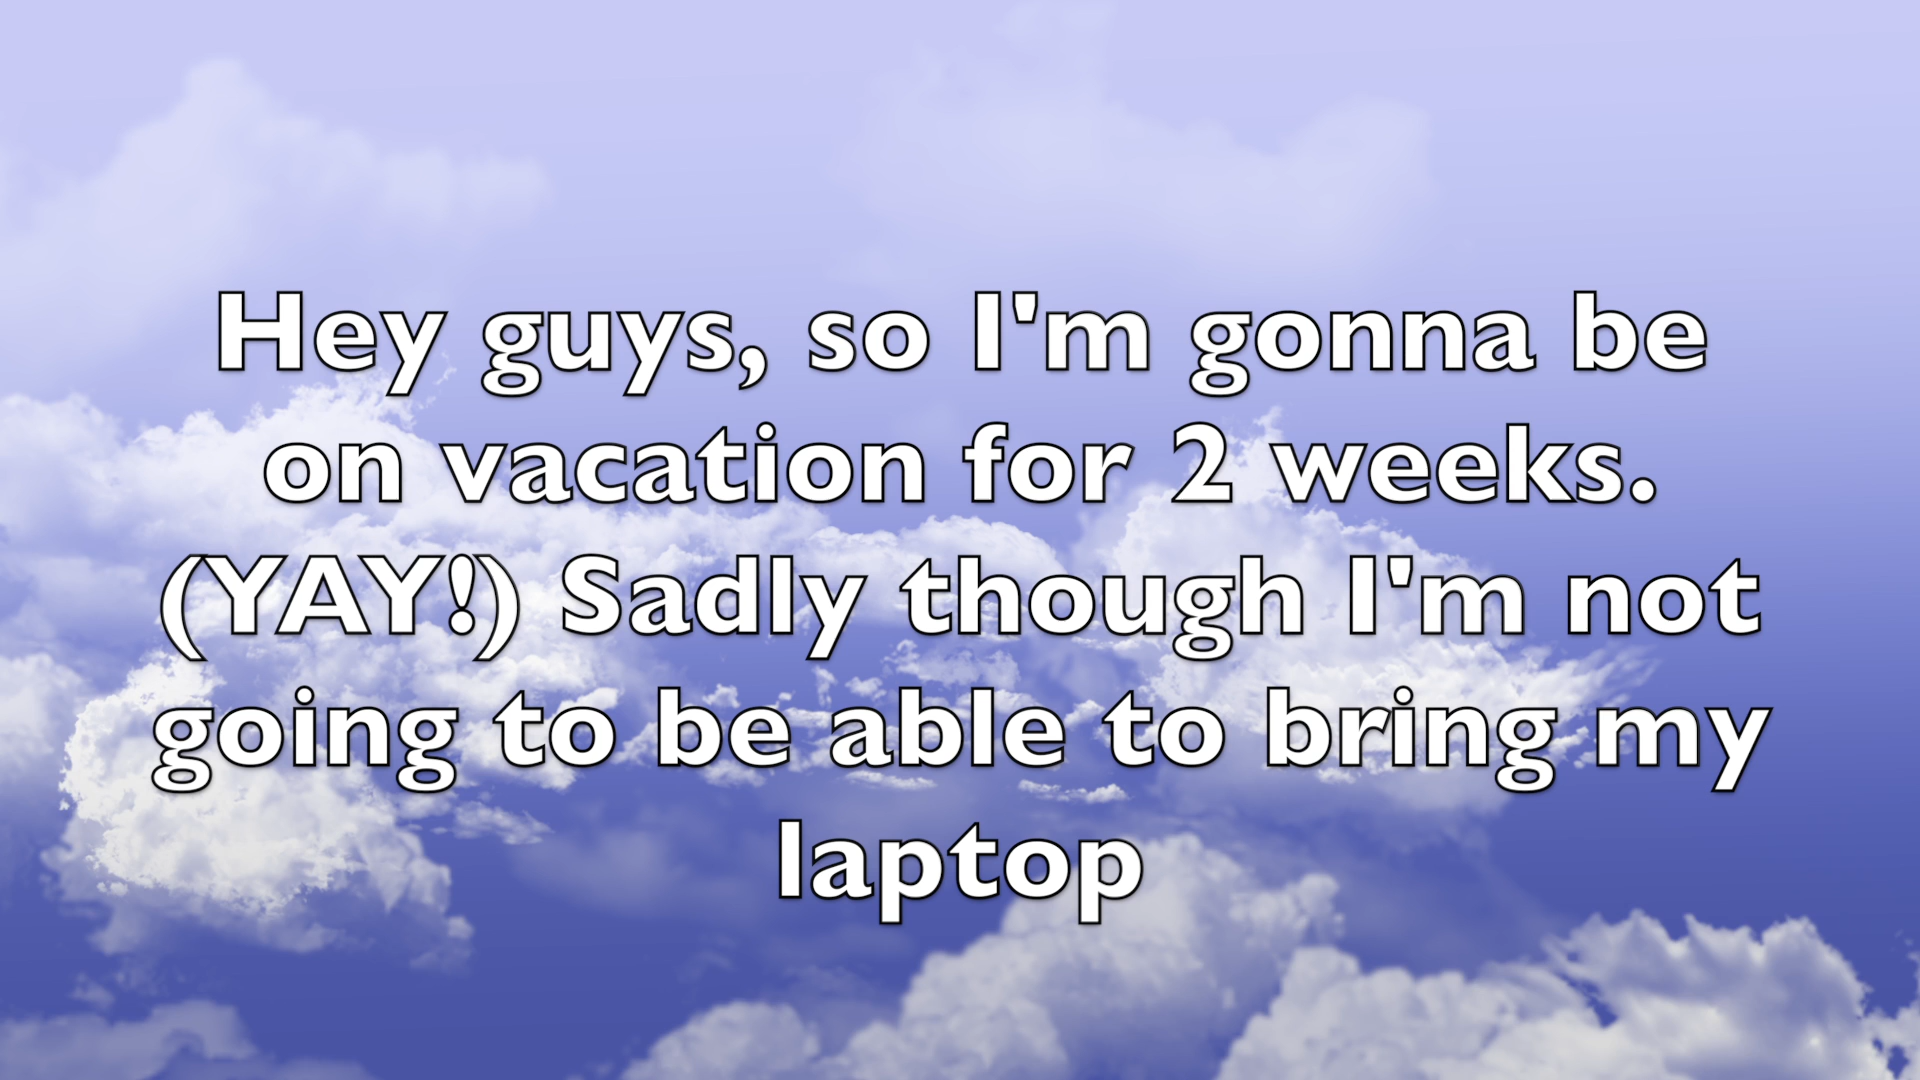 Hey guys, so I'm gonna be
on vacation for 2 weeks.
(YAY!) Sadly though I'm not
going to be able to bring my
laptop